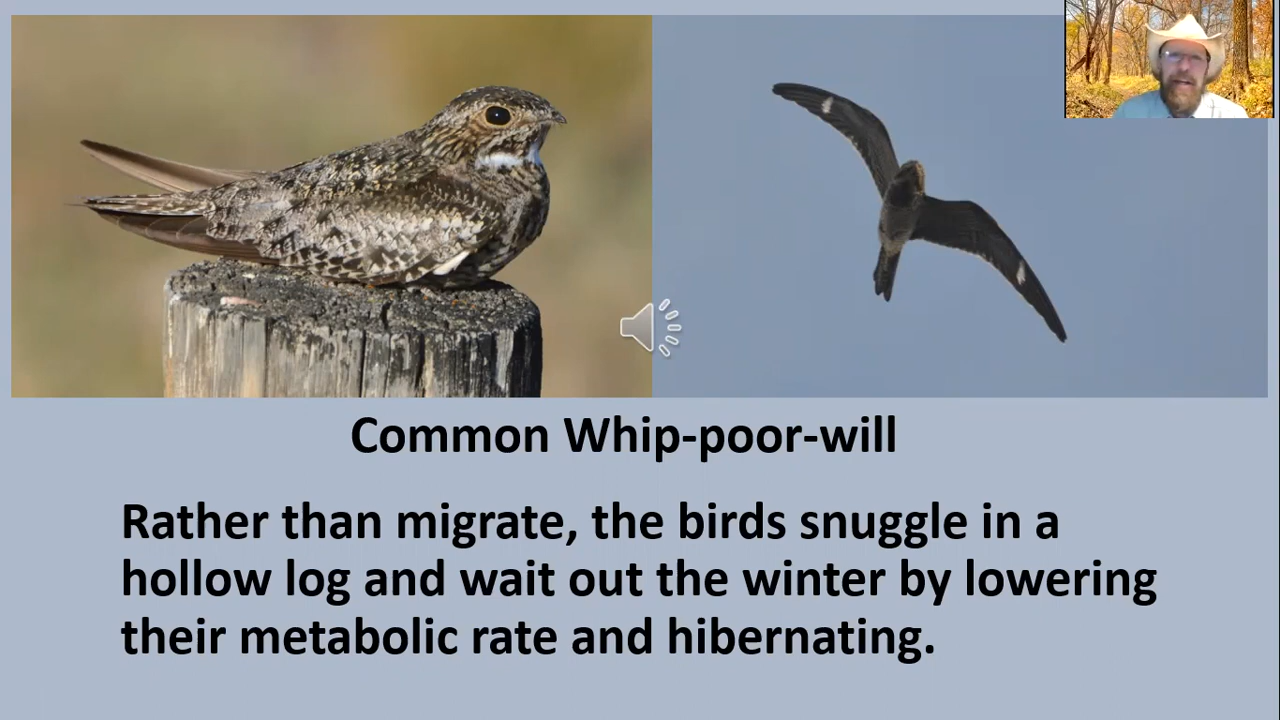 Common Whip-poor-will
Rather than migrate, the birds snuggle in a
hollow log and wait out the winter by lowering
their metabolic rate and hibernating.